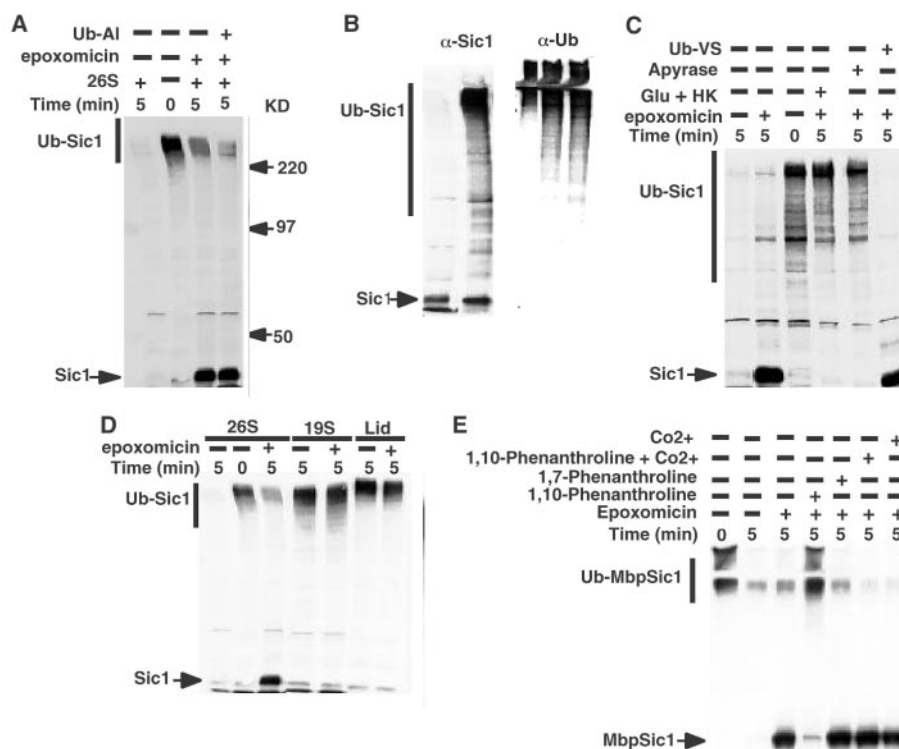 A
Ub-Al – – – +
epoxomicin – – + +
26S + – + +
Time (min) 5 0 5 5 KD
Ub-Sic1
220
97
50
Sic1
B
α-Sic1 α-Ub
Ub-Sic1
Sic1
C
Ub-VS – – – – – +
Apyrase – – – – + –
Glu + HK – – – + – –
epoxomicin – + – + + +
Time (min) 5 5 0 5 5 5
Ub-Sic1
Sic1
D
26S 19S Lid
epoxomicin – – + – + – +
Time (min) 5 0 5 5 5 5 5
Ub-Sic1
Sic1
E
Co2+ – – – – – – +
1,10-Phenanthroline + Co2+ – – – – – + –
1,7-Phenanthroline – – – – + – –
1,10-Phenanthroline – – – + – – –
Epoxomicin – – + + + + +
Time (min) 0 5 5 5 5 5 5
Ub-MbpSic1
MbpSic1